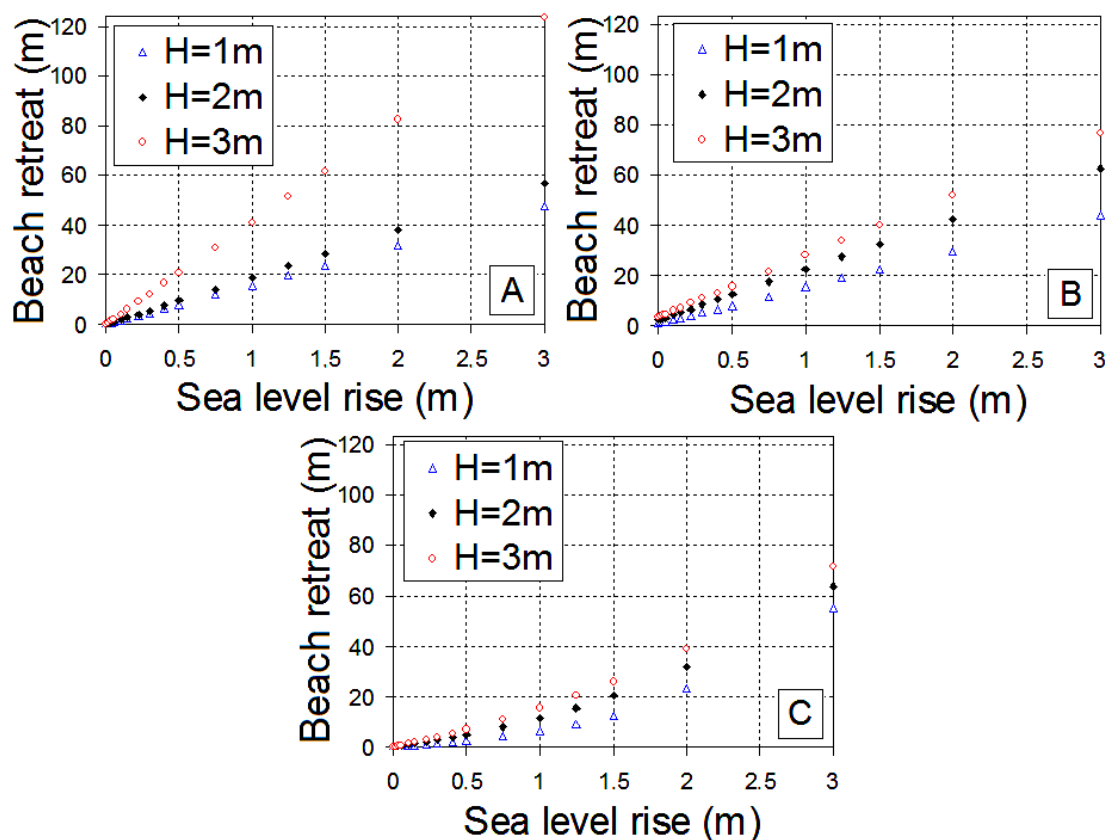 Beach retreat (m)
120
100
80
60
40
20
0
H=1m
H=2m
H=3m
A
0 0.5 1 1.5 2 2.5 3
Sea level rise (m)
Beach retreat (m)
120
100
80
60
40
20
0
H=1m
H=2m
H=3m
B
0 0.5 1 1.5 2 2.5 3
Sea level rise (m)
Beach retreat (m)
120
100
80
60
40
20
0
H=1m
H=2m
H=3m
C
0 0.5 1 1.5 2 2.5 3
Sea level rise (m)